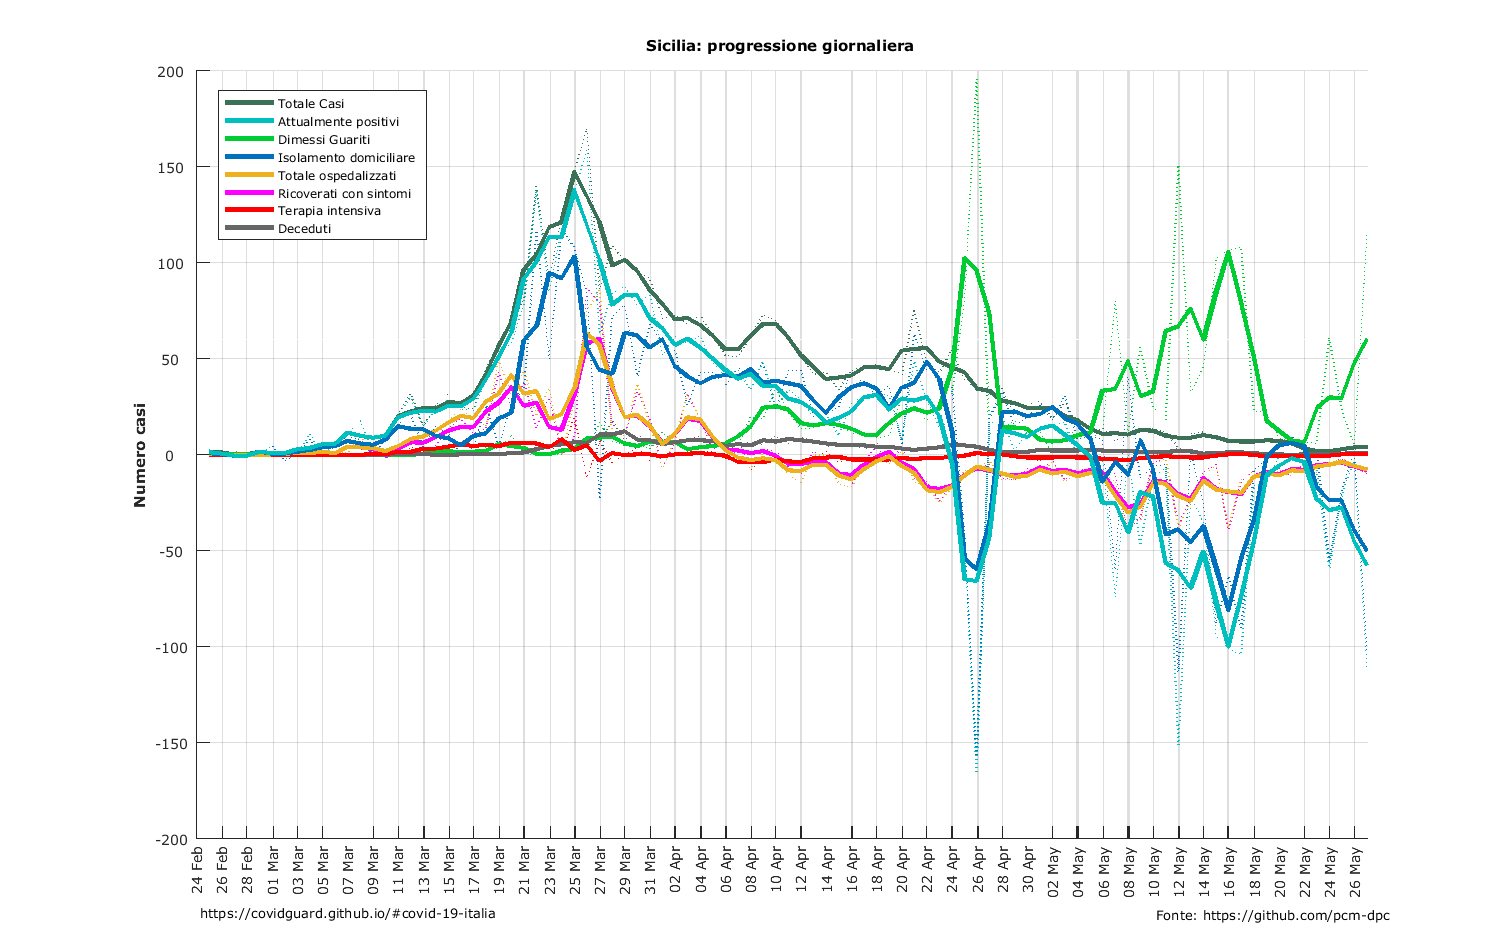 Sicilia: progressione giornaliera
Numero casi
200
150
100
50
0
-50
-100
-150
-200
Totale Casi
Attualmente positivi
Dimessi Guariti
Isolamento domiciliare
Totale ospedalizzati
Ricoverati con sintomi
Terapia intensiva
Deceduti
24 Feb
26 Feb
28 Feb
01 Mar
03 Mar
05 Mar
07 Mar
09 Mar
11 Mar
13 Mar
15 Mar
17 Mar
19 Mar
21 Mar
23 Mar
25 Mar
27 Mar
29 Mar
31 Mar
02 Apr
04 Apr
06 Apr
08 Apr
10 Apr
12 Apr
14 Apr
16 Apr
18 Apr
20 Apr
22 Apr
24 Apr
26 Apr
28 Apr
30 Apr
02 May
04 May
06 May
08 May
10 May
12 May
14 May
16 May
18 May
20 May
22 May
24 May
26 May
https://covidguard.github.io/#covid-19-italia
Fonte: https://github.com/pcm-dpc